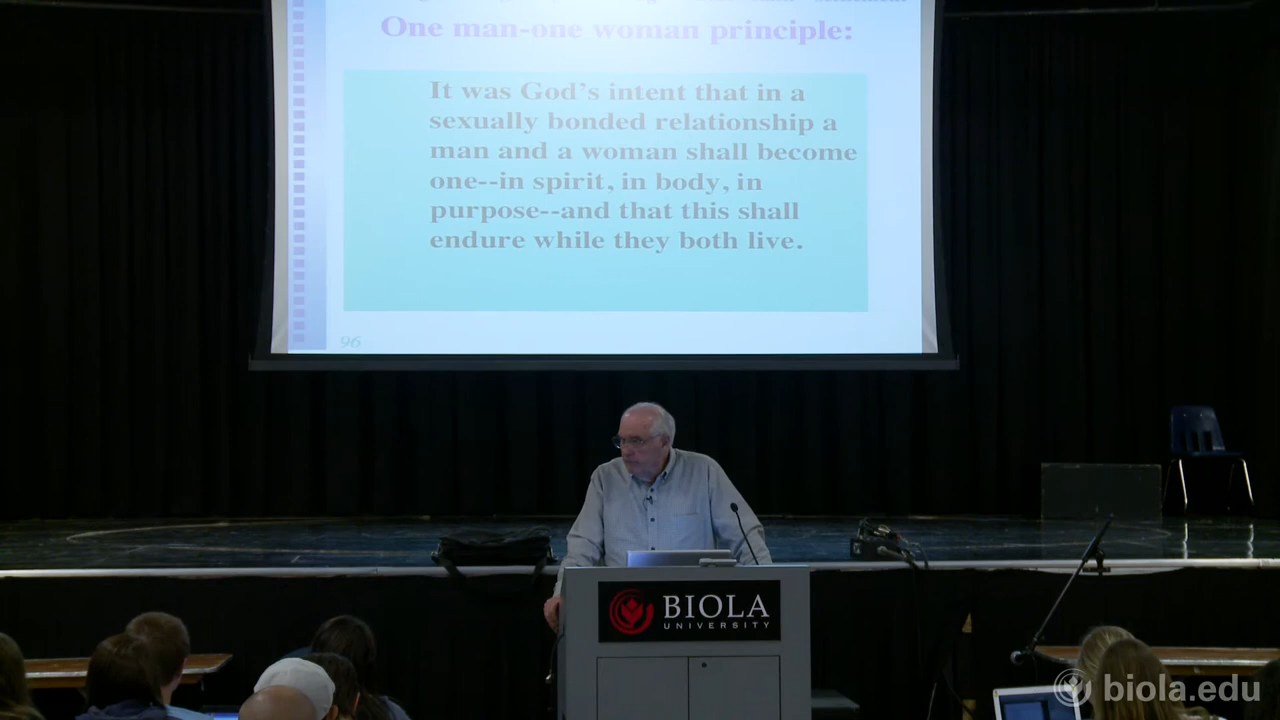 One man-one woman principle:
It was God's intent that in a
sexually bonded relationship a
man and a woman shall become
one--in spirit, in body, in
purpose--and that this shall
endure while they both live.
96
BIOLA
UNIVERSITY
biola.edu